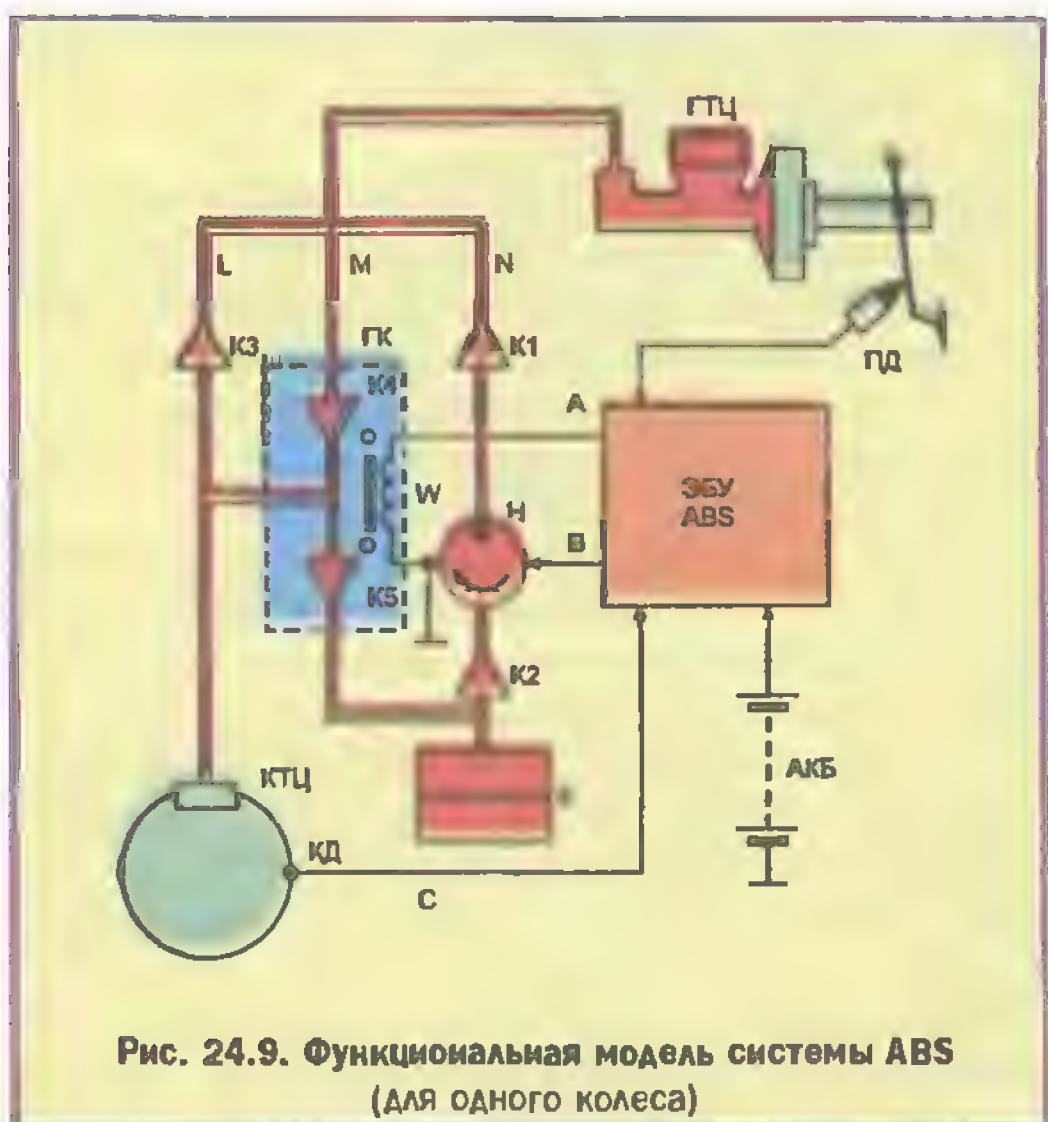 ГТЦ
L
M
N
К3
ГК
К1
К4
ПД
A
W
Н
ЭБУ
ABS
B
К5
К2
АКБ
КТЦ
КД
C
Рис. 24.9. Функциональная модель системы ABS
(для одного колеса)